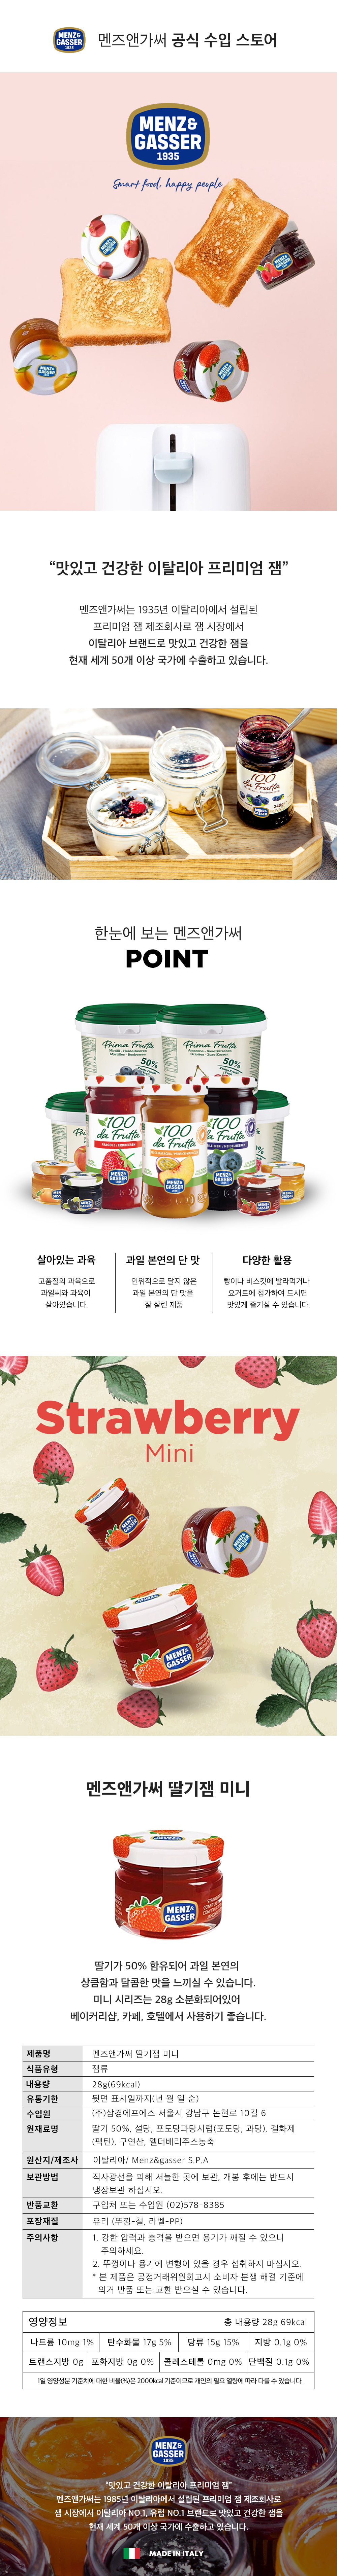 MENZ&
GASSER
1935
멘즈앤가써 공식 수입 스토어
MENZ&
GASSER
1935
Smart food, happy people
“맛있고 건강한 이탈리아 프리미엄 잼”
멘즈앤가써는 1935년 이탈리아에서 설립된
프리미엄 잼 제조회사로 잼 시장에서
이탈리아 브랜드로 맛있고 건강한 잼을
현재 세계 50개 이상 국가에 수출하고 있습니다.
100
da Frutta
240g
MENZ&
GASSER
한눈에 보는 멘즈앤가써
POINT
Prima Frutta
50%
Prima Frutta
50%
100
da Frutta
MENZ&
GASSER
100
da Frutta
MENZ&
GASSER
100
da Frutta
MENZ&
GASSER
살아있는 과육
고품질의 과육으로
과일씨와 과육이
살아있습니다.
과일 본연의 단 맛
인위적으로 달지 않은
과일 본연의 단 맛을
잘 살린 제품
다양한 활용
빵이나 비스킷에 발라먹거나
요거트에 첨가하여 드시면
맛있게 즐기실 수 있습니다.
Strawberry
Mini
MENZ&
GASSER
MENZ&
GASSER
MENZ&
GASSER
멘즈앤가써 딸기잼 미니
MENZ&
GASSER
딸기가 50% 함유되어 과일 본연의
상큼함과 달콤한 맛을 느끼실 수 있습니다.
미니 시리즈는 28g 소분화되어있어
베이커리샵, 카페, 호텔에서 사용하기 좋습니다.
제품명 멘즈앤가써 딸기잼 미니
식품유형 잼류
내용량 28g(69kcal)
유통기한 뒷면 표시일까지(년 월 일 순)
수입원 (주)삼경에프에스 서울시 강남구 논현로 10길 6
원재료명 딸기 50%, 설탕, 포도당과당시럽(포도당, 과당), 겔화제
(팩틴), 구연산, 엘더베리주스농축
원산지/제조사 이탈리아/ Menz&gasser S.P.A
보관방법 직사광선을 피해 서늘한 곳에 보관, 개봉 후에는 반드시
냉장보관 하십시오.
반품교환 구입처 또는 수입원 (02)578-8385
포장재질 유리 (뚜껑-철, 라벨-PP)
주의사항 1. 강한 압력과 충격을 받으면 용기가 깨질 수 있으니
주의하세요.
2. 뚜껑이나 용기에 변형이 있을 경우 섭취하지 마십시오.
* 본 제품은 공정거래위원회고시 소비자 분쟁 해결 기준에
의거 반품 또는 교환 받으실 수 있습니다.
영양정보 총 내용량 28g 69kcal
나트륨 10mg 1% 탄수화물 17g 5% 당류 15g 15% 지방 0.1g 0%
트랜스지방 0g 포화지방 0g 0% 콜레스테롤 0mg 0% 단백질 0.1g 0%
1일 영양성분 기준치에 대한 비율(%)은 2000kcal 기준이므로 개인의 필요 열량에 따라 다를 수 있습니다.
MENZ&
GASSER
1935
“맛있고 건강한 이탈리아 프리미엄 잼”
멘즈앤가써는 1985년 이탈리아에서 설립된 프리미엄 잼 제조회사로
잼 시장에서 이탈리아 NO.1, 유럽 NO.1 브랜드로 맛있고 건강한 잼을
현재 세계 50개 이상 국가에 수출하고 있습니다.
MADE IN ITALY